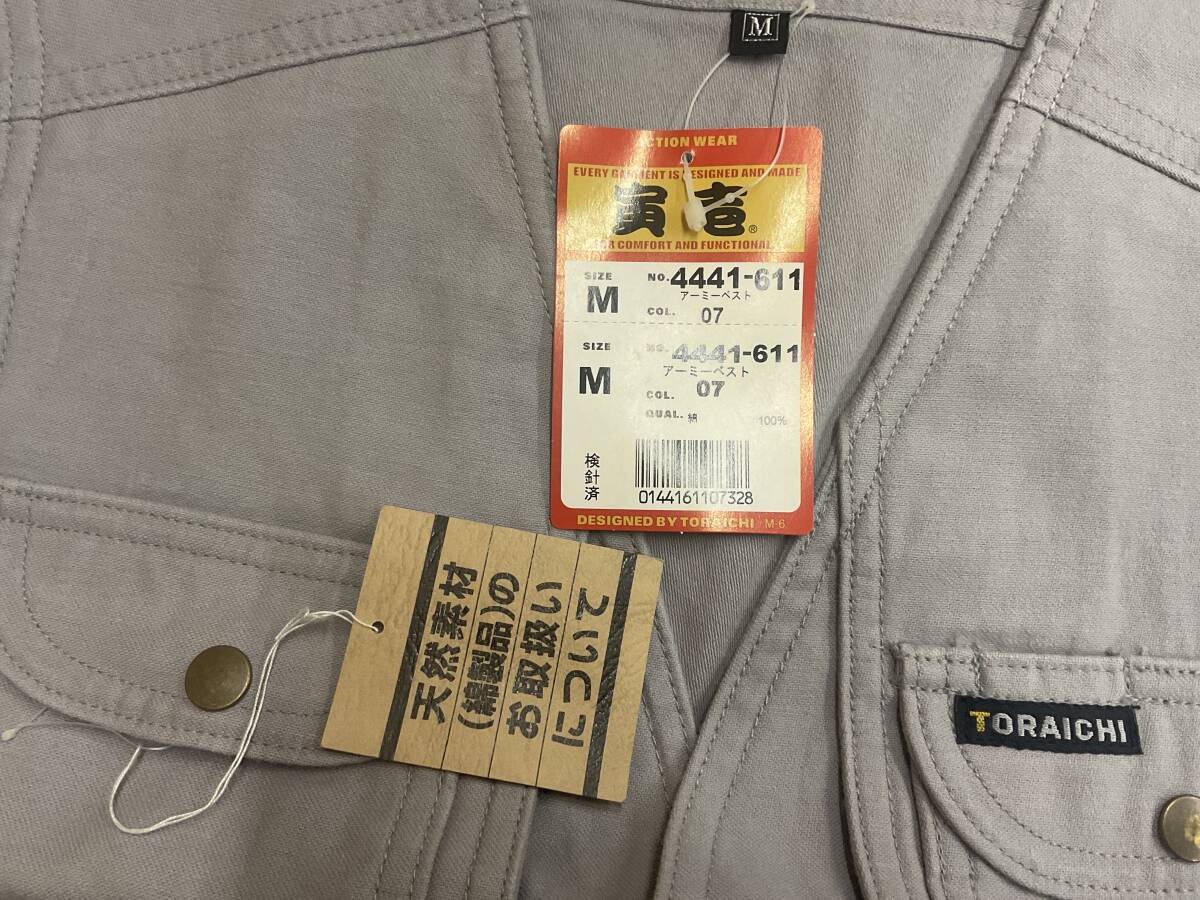 M
ACTION WEAR
EVERY GARMENT IS DESIGNED AND MADE
寅壱®
FOR COMFORT AND FUNCTIONAL
SIZE M NO. 4441-611
アーミーベスト
COL. 07
SIZE M NO. 4441-611
アーミーベスト
COL. 07
QUAL. 綿 100%
検針済
0144161107328
DESIGNED BY TORAICHI M-6
天然素材
(綿製品)の
お取扱い
について
TORAICHI